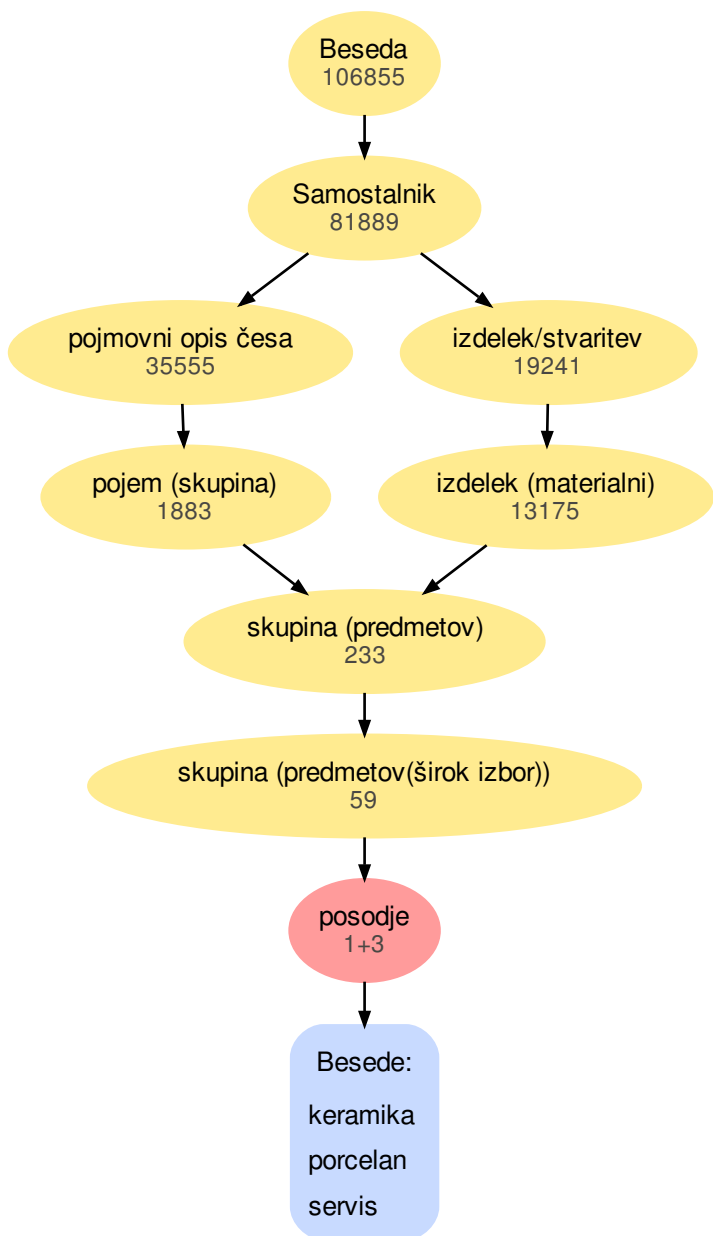 Beseda
106855
Samostalnik
81889
pojmovni opis česa
35555
izdelek/stvaritev
19241
pojem (skupina)
1883
izdelek (materialni)
13175
skupina (predmetov)
233
skupina (predmetov(širok izbor))
59
posodje
1+3
Besede:
keramika
porcelan
servis